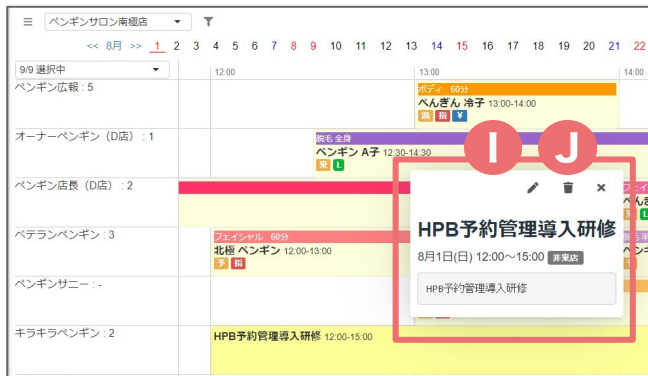 ペンギンサロン南極店
<< 8月 >> 1 2 3 4 5 6 7 8 9 10 11 12 13 14 15 16 17 18 19 20 21 22
9/9 選択中 12:00 13:00 14:00
ペンギン広報 : 5
ボディ 60分
ぺんぎん 冷子 13:00-14:00
指 ¥
オーナーペンギン（D店） : 1
脱毛 全身
ペンギン A子 12:30-14:30
来 L
I J
ペンギン店長（D店） : 2
HPB予約管理導入研修
8月1日(日) 12:00～15:00 非来店
HPB予約管理導入研修
ベテランペンギン : 3
フェイシャル 60分
北極 ペンギン 12:00-13:00
予 指
ペンギンサニー : -
キラキラペンギン : 2
HPB予約管理導入研修 12:00-15:00